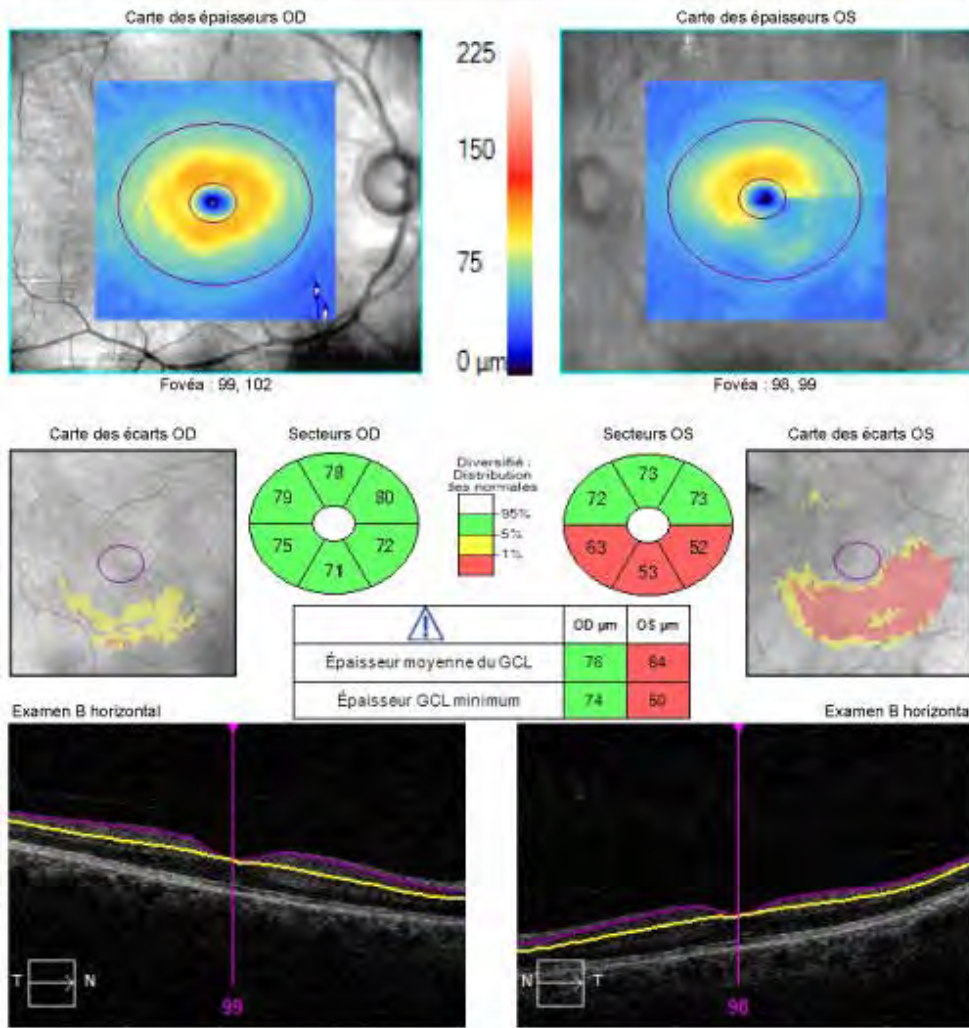 Carte des épaisseurs OD
Carte des épaisseurs OS
225
150
75
0 µm
Fovéa : 99, 102
Fovéa : 98, 99
Carte des écarts OD
Secteurs OD
Secteurs OS
Carte des écarts OS
Diversifié :
Distribution
des normales
95%
5%
1%
78
79
80
75
72
71
73
72
73
63
52
53
OD µm
OS µm
Épaisseur moyenne du GCL
76
64
Épaisseur GCL minimum
74
50
Examen B horizontal
Examen B horizontal
T
N
99
N
T
98